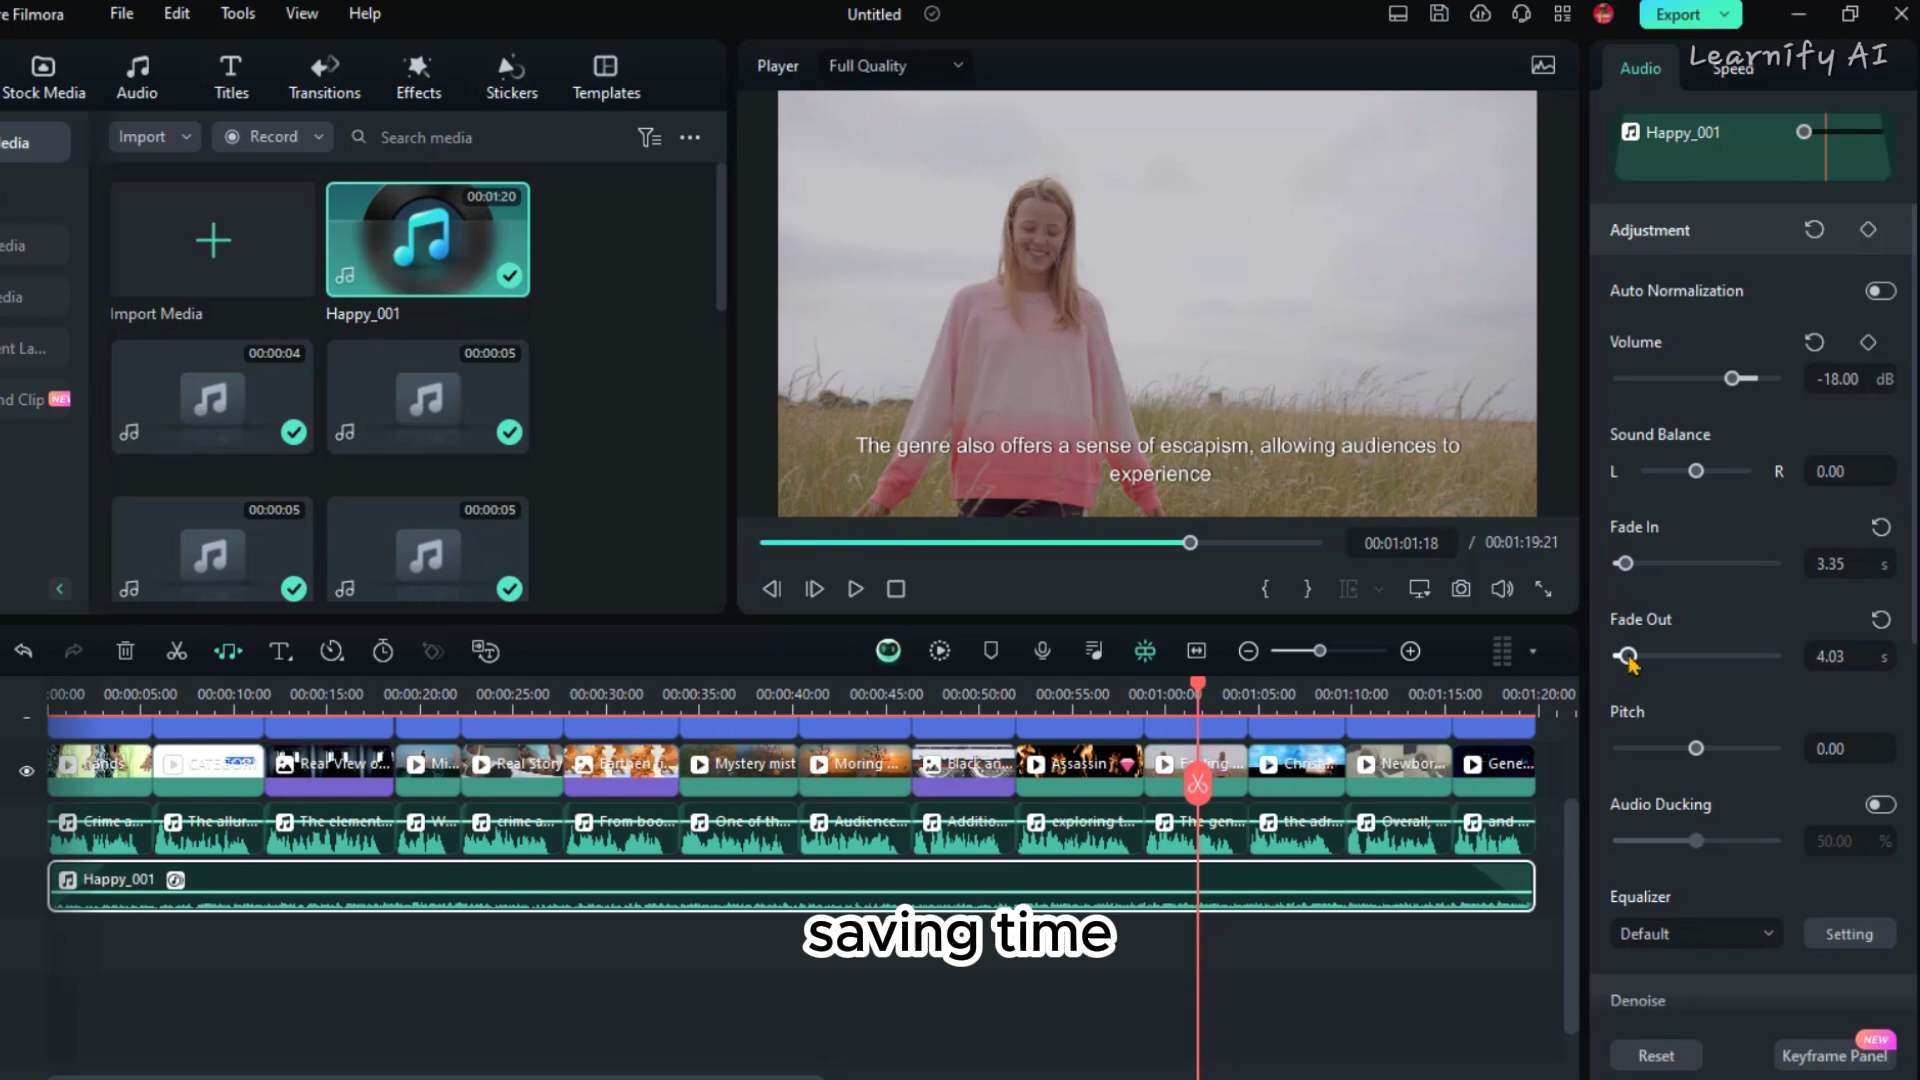 re Filmora
File
Edit
Tools
View
Help
Untitled
Export
Learnify AI
Stock Media
Audio
Titles
Transitions
Effects
Stickers
Templates
Player
Full Quality
Audio
Speed
edia
Import
Record
Search media
Happy_001
00:01:20
Import Media
Happy_001
Adjustment
edia
edia
ent La...
nd Clip
NEW
00:00:04
00:00:05
00:00:05
00:00:05
The genre also offers a sense of escapism, allowing audiences to
experience
00:01:01:18 / 00:01:19:21
Auto Normalization
Volume
-18.00 dB
Sound Balance
L
R
0.00
Fade In
3.35 s
Fade Out
4.03 s
Pitch
0.00
Audio Ducking
50.00 %
Equalizer
Default
Setting
Denoise
Reset
NEW
Keyframe Panel
:00:00 00:00:05:00 00:00:10:00 00:00:15:00 00:00:20:00 00:00:25:00 00:00:30:00 00:00:35:00 00:00:40:00 00:00:45:00 00:00:50:00 00:00:55:00 00:01:00:00 00:01:05:00 00:01:10:00 00:01:15:00 00:01:20:00
Real View o...
Mi...
Real Story
Mystery mist
Moring ...
Black an...
Assassin
Christ...
Newbor...
Gene...
Crime a...
The allur...
The element...
W...
crime a...
From boo...
One of th...
Audience...
Additio...
exploring t...
The gen...
the adr...
Overall, ...
and ...
Happy_001
saving time